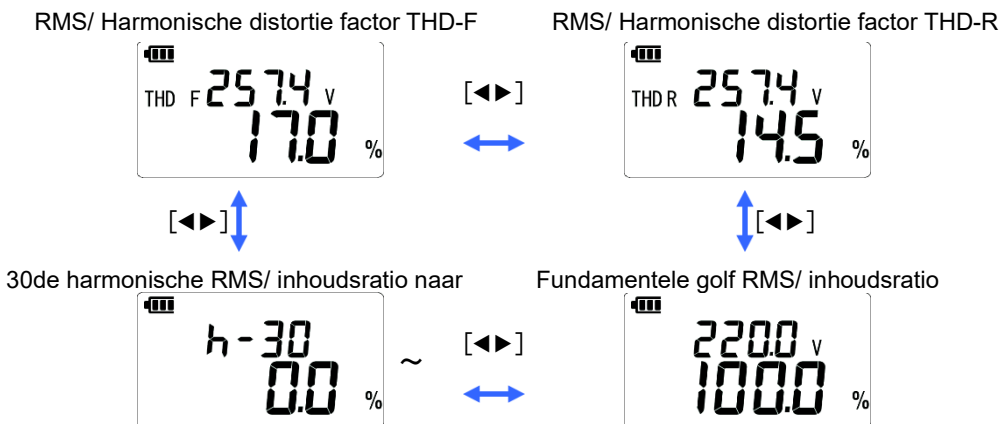 RMS/ Harmonische distortie factor THD-F
RMS/ Harmonische distortie factor THD-R
THD F 257.4 V
17.0 %
[◀▶]
THD R 257.4 V
14.5 %
[◀▶]
[◀▶]
30de harmonische RMS/ inhoudsratio naar
Fundamentele golf RMS/ inhoudsratio
h-30
0.0 %
~
[◀▶]
220.0 V
100.0 %